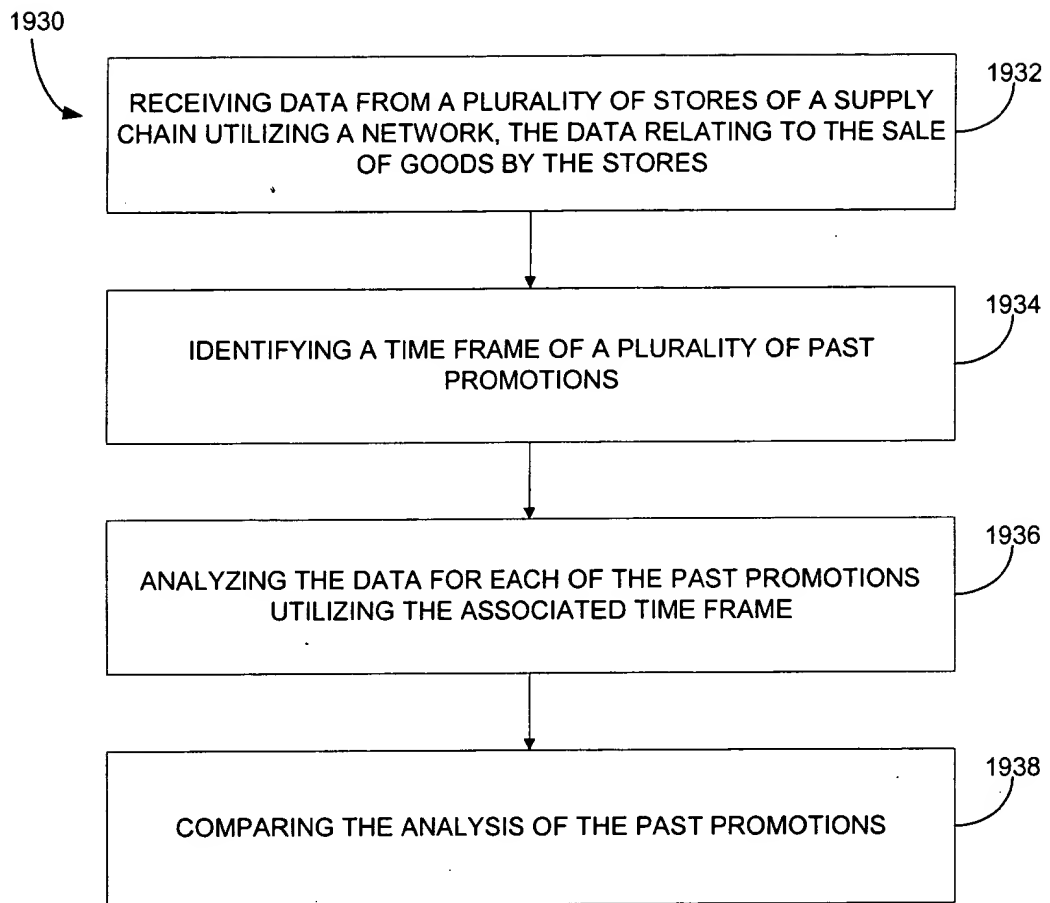 1930
1932
RECEIVING DATA FROM A PLURALITY OF STORES OF A SUPPLY
CHAIN UTILIZING A NETWORK, THE DATA RELATING TO THE SALE
OF GOODS BY THE STORES
1934
IDENTIFYING A TIME FRAME OF A PLURALITY OF PAST
PROMOTIONS
1936
ANALYZING THE DATA FOR EACH OF THE PAST PROMOTIONS
UTILIZING THE ASSOCIATED TIME FRAME
1938
COMPARING THE ANALYSIS OF THE PAST PROMOTIONS